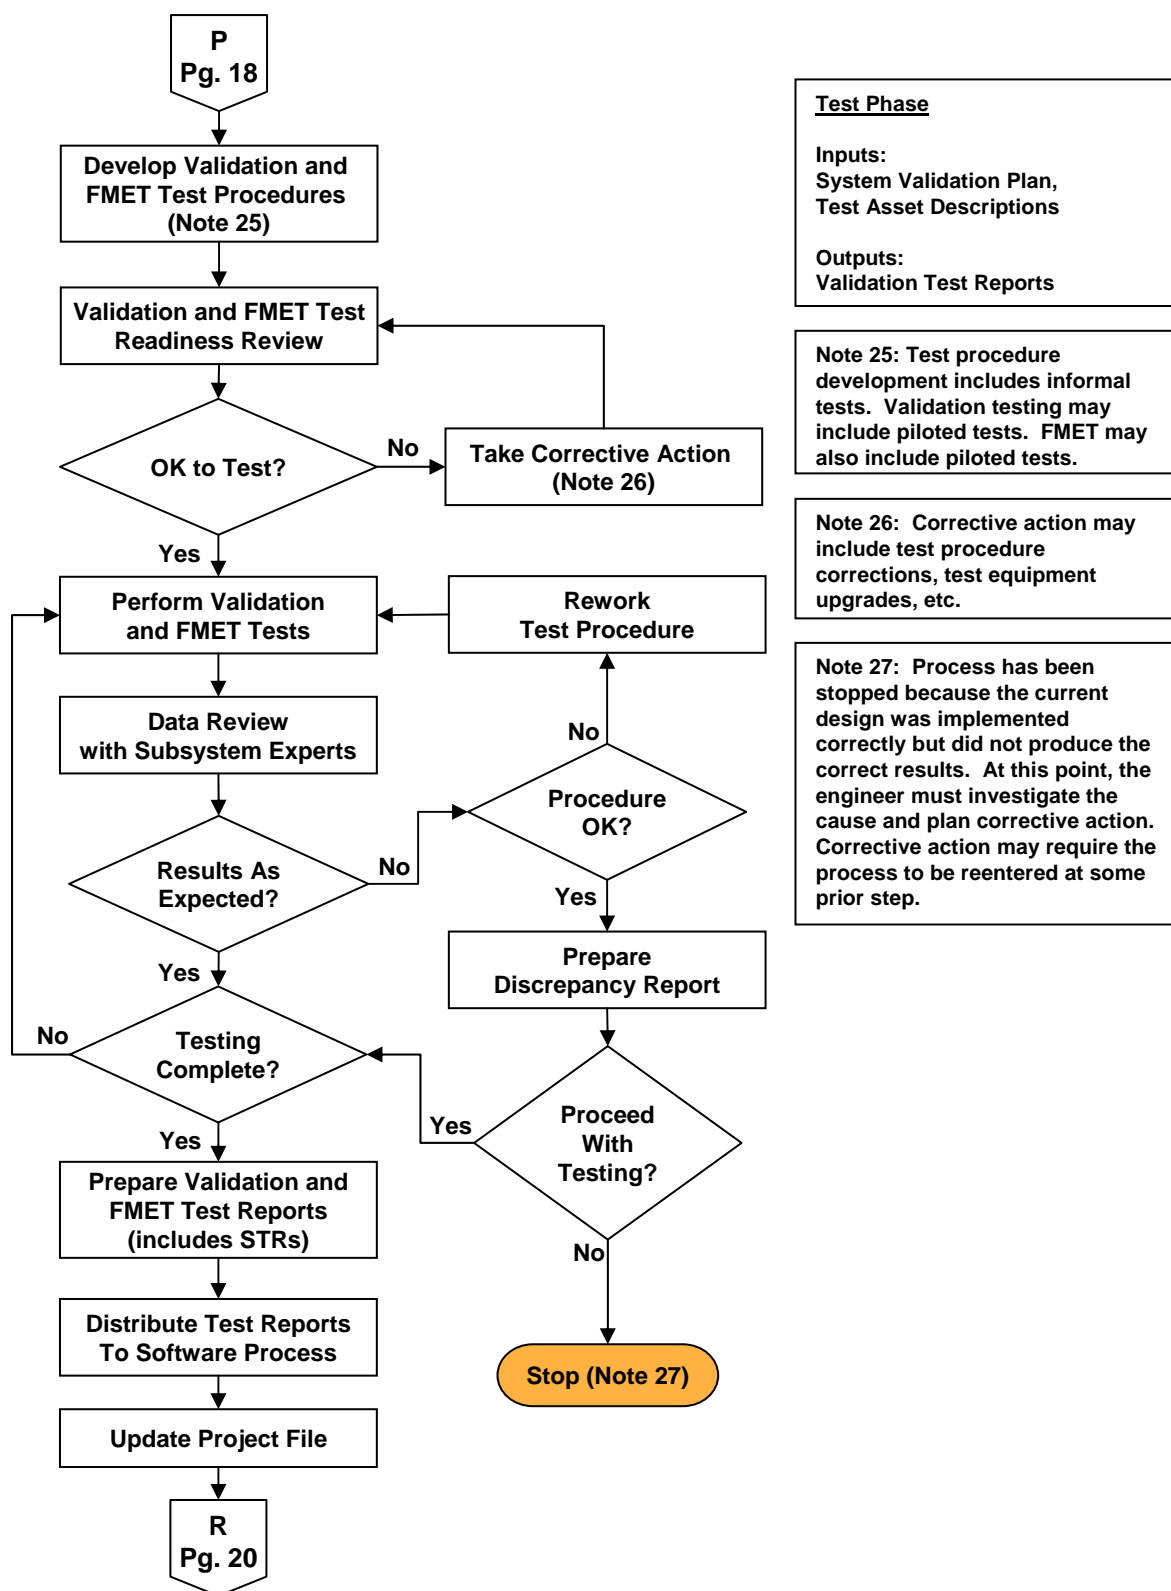 P
Pg. 18
Develop Validation and
FMET Test Procedures
(Note 25)
Validation and FMET Test
Readiness Review
OK to Test?
No
Take Corrective Action
(Note 26)
Yes
Perform Validation
and FMET Tests
Rework
Test Procedure
Data Review
with Subsystem Experts
No
Procedure
OK?
Results As
Expected?
No
Yes
Prepare
Discrepancy Report
Yes
No
Testing
Complete?
Proceed
With
Testing?
Yes
Yes
Prepare Validation and
FMET Test Reports
(includes STRs)
No
Distribute Test Reports
To Software Process
Stop (Note 27)
Update Project File
R
Pg. 20
Test Phase
Inputs:
System Validation Plan,
Test Asset Descriptions
Outputs:
Validation Test Reports
Note 25: Test procedure
development includes informal
tests.  Validation testing may
include piloted tests.  FMET may
also include piloted tests.
Note 26:  Corrective action may
include test procedure
corrections, test equipment
upgrades, etc.
Note 27:  Process has been
stopped because the current
design was implemented
correctly but did not produce the
correct results.  At this point, the
engineer must investigate the
cause and plan corrective action.
Corrective action may require the
process to be reentered at some
prior step.